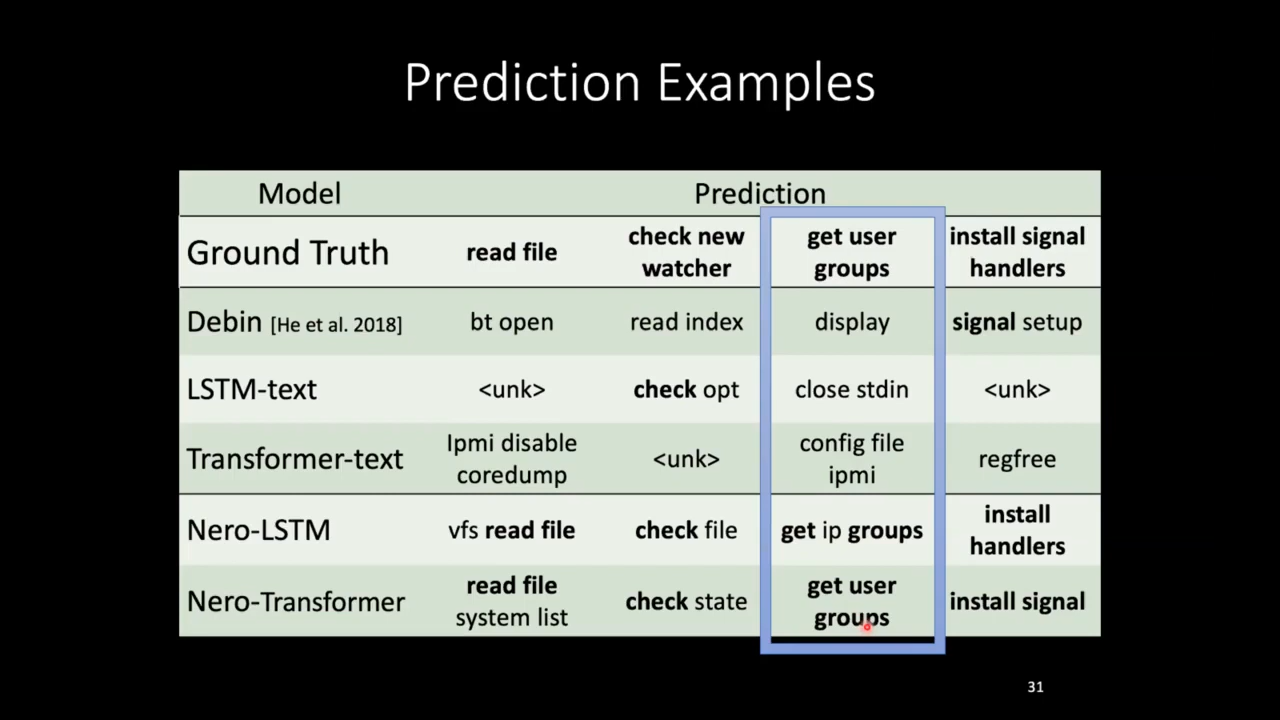 Prediction Examples
Model Prediction
Ground Truth read file check new watcher get user groups install signal handlers
Debin [He et al. 2018] bt open read index display signal setup
LSTM-text <unk> check opt close stdin <unk>
Transformer-text Ipmi disable coredump <unk> config file ipmi regfree
Nero-LSTM vfs read file check file get ip groups install handlers
Nero-Transformer read file system list check state get user groups install signal
31